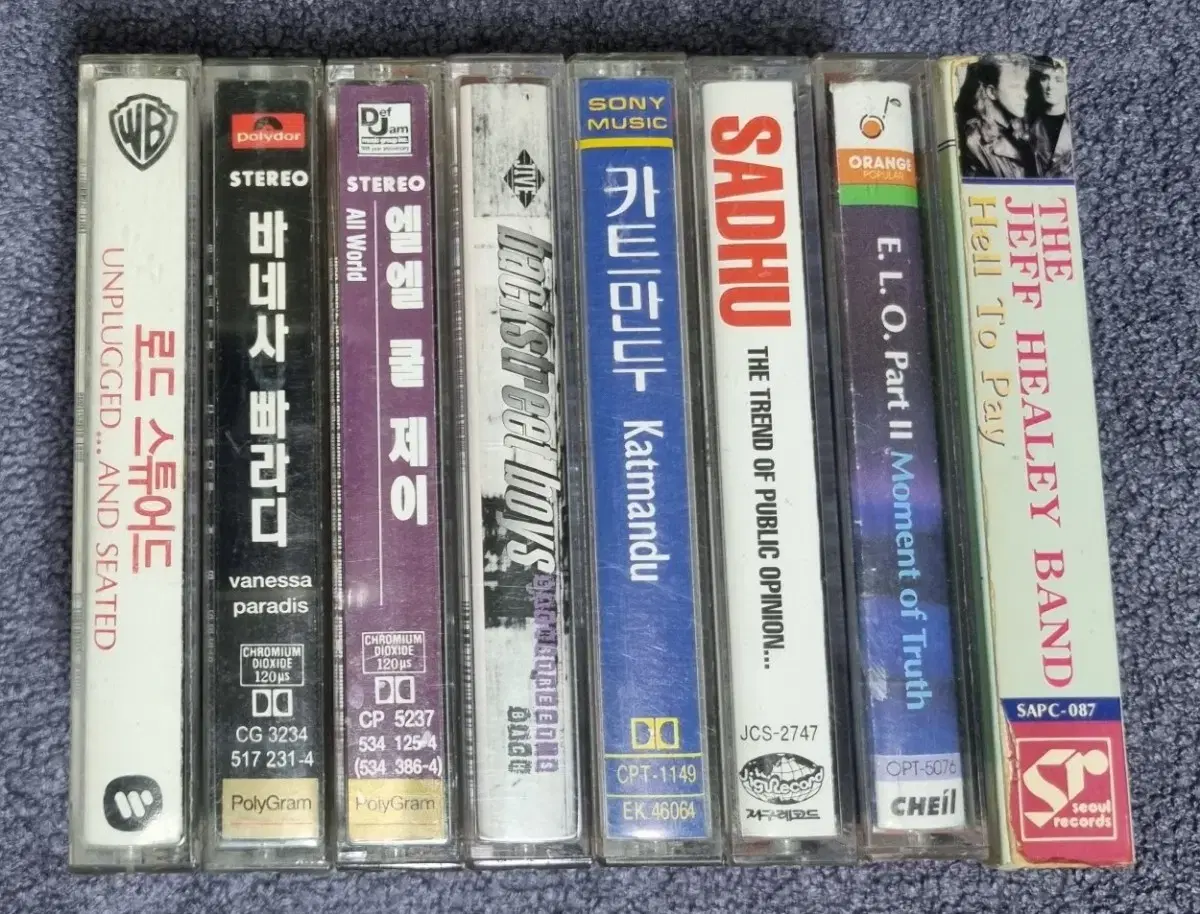 WB
로드 스튜어드
UNPLUGGED...AND SEATED
polydor
STEREO
바네사 빠라디
vanessa
paradis
CHROMIUM
DIOXIDE
120µs
CG 3234
517 231-4
PolyGram
Def
Jam
STEREO
엘엘 쿨 제이
All World
CHROMIUM
DIOXIDE
120µs
CP 5237
534 125-4
(534 386-4)
PolyGram
JIVE
backstreet boys
SONY
MUSIC
카트만두 Katmandu
CPT-1149
EK 46064
SADHU
THE TREND OF PUBLIC OPINION...
JCS-2747
JiguRecord
지구레코드
ORANGE
POPULAR
E. L. O. Part II Moment of Truth
OPT-5076
CHEiL
THE
JEFF HEALEY BAND
Hell To Pay
SAPC-087
seoul
records